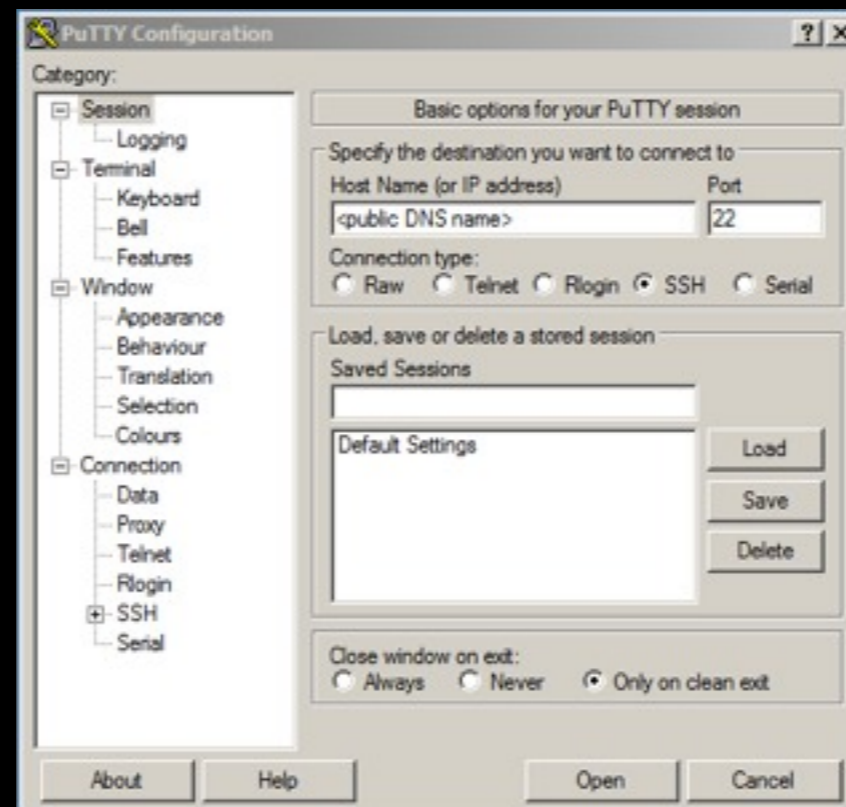 PuTTY Configuration
Category:
Session
Logging
Terminal
Keyboard
Bell
Features
Window
Appearance
Behaviour
Translation
Selection
Colours
Connection
Data
Proxy
Telnet
Rlogin
SSH
Serial
Basic options for your PuTTY session
Specify the destination you want to connect to
Host Name (or IP address) Port
<public DNS name> 22
Connection type:
Raw Telnet Rlogin SSH Serial
Load, save or delete a stored session
Saved Sessions
Default Settings
Load
Save
Delete
Close window on exit:
Always Never Only on clean exit
About Help Open Cancel